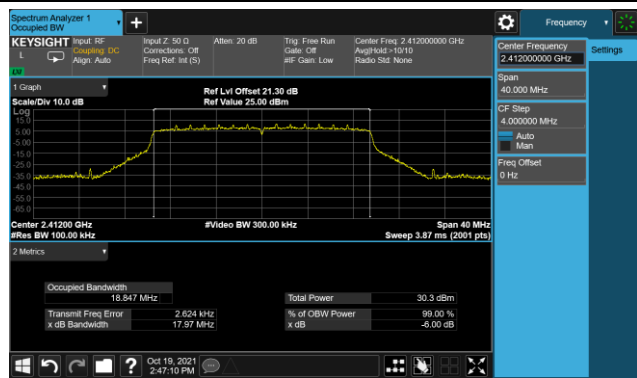 Spectrum Analyzer 1
Occupied BW
Frequency
KEYSIGHT
L
Input: RF
Coupling: DC
Align: Auto
Input Z: 50 Ω
Corrections: Off
Freq Ref: Int (S)
Atten: 20 dB
Trig: Free Run
Gate: Off
#IF Gain: Low
Center Freq: 2.412000000 GHz
Avg|Hold:>10/10
Radio Std: None
Center Frequency
2.412000000 GHz
Settings
Span
40.000 MHz
CF Step
4.000000 MHz
Auto
Man
Freq Offset
0 Hz
1 Graph
Scale/Div 10.0 dB
Ref Lvl Offset 21.30 dB
Ref Value 25.00 dBm
Log
15.0
5.00
-5.00
-15.0
-25.0
-35.0
-45.0
-55.0
-65.0
Center 2.41200 GHz
#Video BW 300.00 kHz
Span 40 MHz
#Res BW 100.00 kHz
Sweep 3.87 ms (2001 pts)
2 Metrics
Occupied Bandwidth
18.847 MHz
Total Power 30.3 dBm
Transmit Freq Error 2.624 kHz
% of OBW Power 99.00 %
x dB Bandwidth 17.97 MHz
x dB -6.00 dB
?
Oct 19, 2021
2:47:10 PM